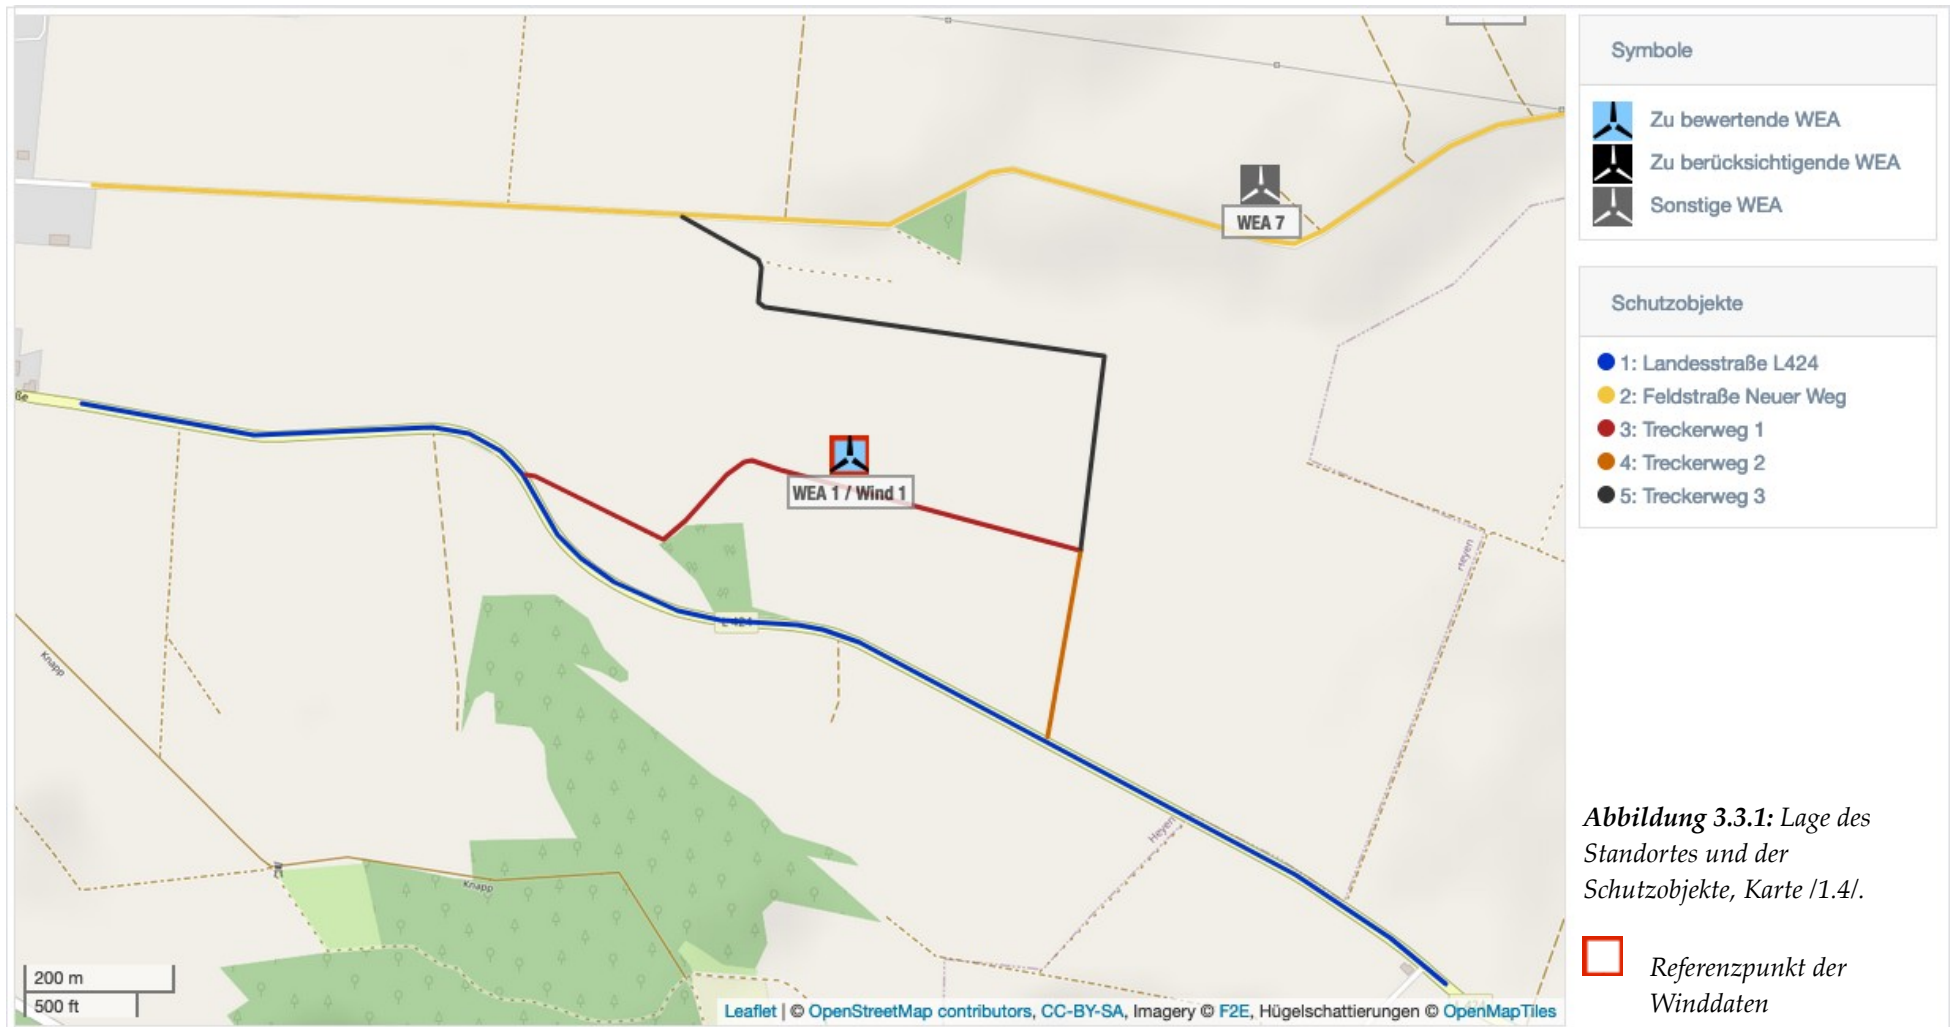 WEA 7
ße
WEA 1 / Wind 1
L 424
Heyen
Knapp
Heyen
Knapp
L 424
200 m
500 ft
Leaflet | © OpenStreetMap contributors, CC-BY-SA, Imagery © F2E, Hügelschattierungen © OpenMapTiles
Symbole
Zu bewertende WEA
Zu berücksichtigende WEA
Sonstige WEA
Schutzobjekte
1: Landesstraße L424
2: Feldstraße Neuer Weg
3: Treckerweg 1
4: Treckerweg 2
5: Treckerweg 3
Abbildung 3.3.1: Lage des
Standortes und der
Schutzobjekte, Karte /1.4/.
Referenzpunkt der
Winddaten